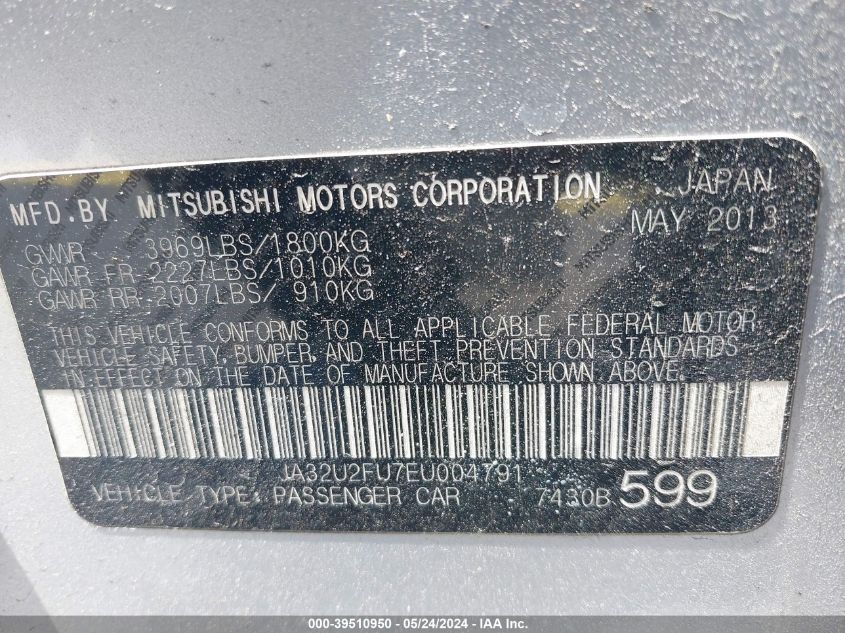 MFD.BY MITSUBISHI MOTORS CORPORATION JAPAN
MAY 2013
GVWR 3969LBS/1800KG
GAWR FR 2227LBS/1010KG
GAWR RR 2007LBS/ 910KG
THIS VEHICLE CONFORMS TO ALL APPLICABLE FEDERAL MOTOR
VEHICLE SAFETY, BUMPER, AND THEFT PREVENTION STANDARDS
IN EFFECT ON THE DATE OF MANUFACTURE SHOWN ABOVE.
JA32U2FU7EU004791
VEHICLE TYPE: PASSENGER CAR 7430B 599
000-39510950 - 05/24/2024 - IAA Inc.